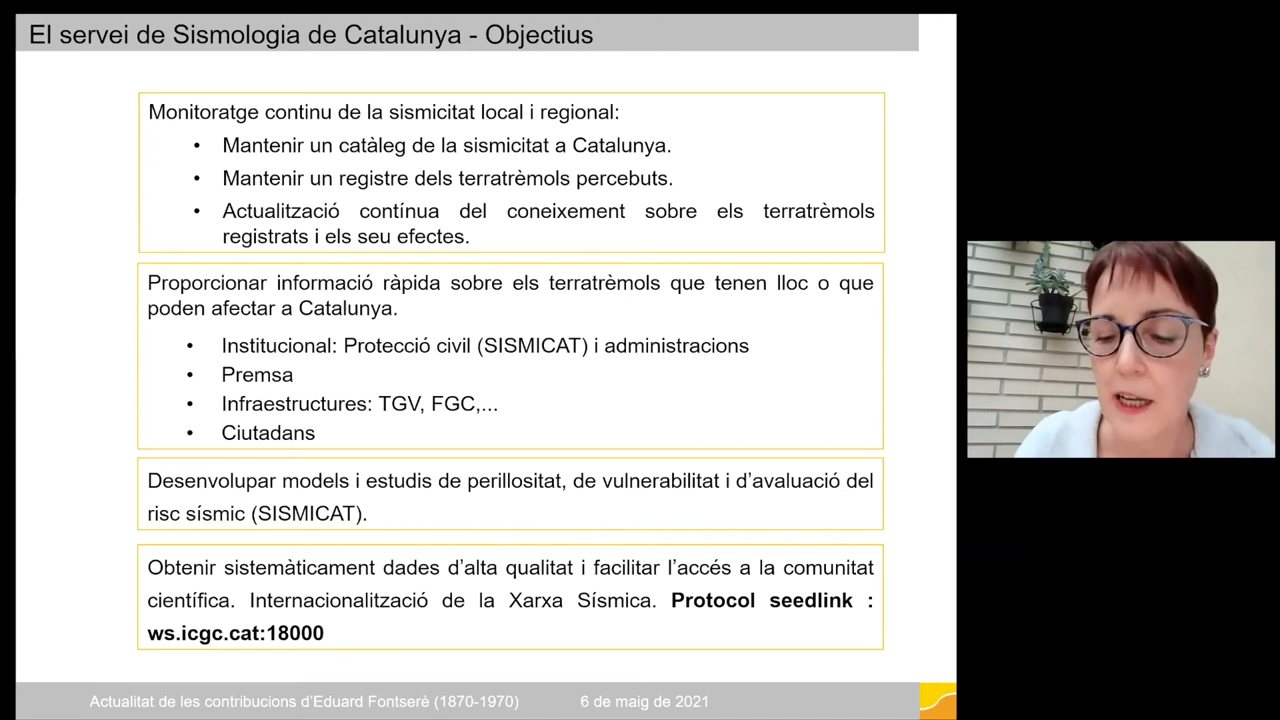 El servei de Sismologia de Catalunya - Objectius
Monitoratge continu de la sismicitat local i regional:
• Mantenir un catàleg de la sismicitat a Catalunya.
• Mantenir un registre dels terratrèmols percebuts.
• Actualització contínua del coneixement sobre els terratrèmols
registrats i els seu efectes.
Proporcionar informació ràpida sobre els terratrèmols que tenen lloc o que
poden afectar a Catalunya.
• Institucional: Protecció civil (SISMICAT) i administracions
• Premsa
• Infraestructures: TGV, FGC,...
• Ciutadans
Desenvolupar models i estudis de perillositat, de vulnerabilitat i d’avaluació del
risc sísmic (SISMICAT).
Obtenir sistemàticament dades d’alta qualitat i facilitar l’accés a la comunitat
científica. Internacionalització de la Xarxa Sísmica. Protocol seedlink :
ws.icgc.cat:18000
Actualitat de les contribucions d’Eduard Fontserè (1870-1970) 6 de maig de 2021